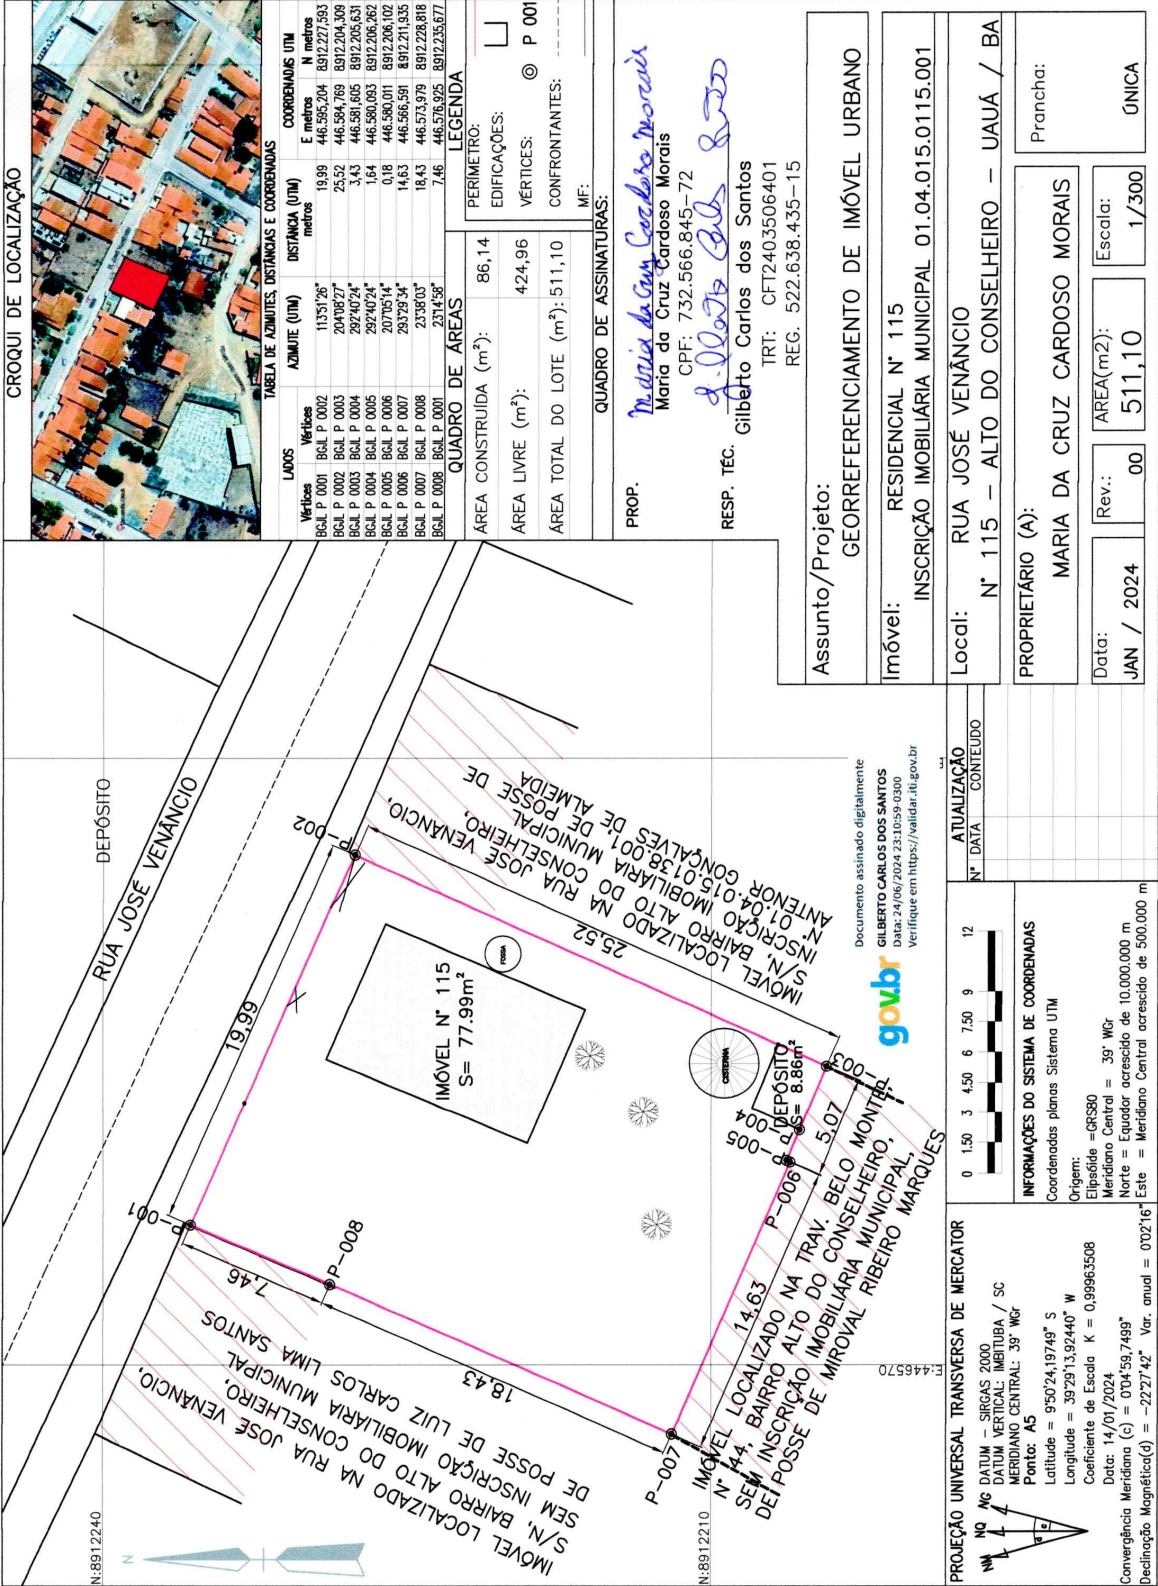 CROQUI DE LOCALIZAÇÃO
TABELA DE AZIMUTES, DISTÂNCIAS E COORDENADAS
LADOS AZIMUTE (UTM) DISTÂNCIA (UTM) COORDENADAS UTM
Vértices Vértices metros E metros N metros
BGJL P 0001 BGJL P 0002 113°51'26" 19,99 446.595,204 8.912.227,593
BGJL P 0002 BGJL P 0003 204°08'27" 25,52 446.584,769 8.912.204,309
BGJL P 0003 BGJL P 0004 292°40'24" 3,43 446.581,605 8.912.205,631
BGJL P 0004 BGJL P 0005 292°40'24" 1,64 446.580,093 8.912.206,262
BGJL P 0005 BGJL P 0006 207°05'14" 0,18 446.580,011 8.912.206,102
BGJL P 0006 BGJL P 0007 293°29'34" 14,63 446.566,591 8.912.211,935
BGJL P 0007 BGJL P 0008 23°38'03" 18,43 446.573,979 8.912.228,818
BGJL P 0008 BGJL P 0001 23°14'58" 7,46 446.576,925 8.912.235,677
QUADRO DE ÁREAS
ÁREA CONSTRUÍDA (m²): 86,14
ÁREA LIVRE (m²): 424,96
ÁREA TOTAL DO LOTE (m²): 511,10
LEGENDA
PERÍMETRO:
EDIFICAÇÕES:
VÉRTICES: P 001
CONFRONTANTES:
MF:
QUADRO DE ASSINATURAS:
PROP. Maria da Cruz Cardoso Morais
Maria da Cruz Cardoso Morais
CPF: 732.566.845-72
RESP. TÉC.
Gilberto Carlos dos Santos
TRT: CFT2403506401
REG. 522.638.435-15
Assunto/Projeto:
GEORREFERENCIAMENTO DE IMÓVEL URBANO
Imóvel:
RESIDENCIAL N° 115
INSCRIÇÃO IMOBILIÁRIA MUNICIPAL 01.04.015.0115.001
Local:
RUA JOSÉ VENÂNCIO
N° 115 - ALTO DO CONSELHEIRO - UAUÁ / BA
PROPRIETÁRIO (A):
MARIA DA CRUZ CARDOSO MORAIS
Prancha:
ÚNICA
Data:
JAN / 2024
Rev.:
00
AREA(m2):
511,10
Escala:
1/300
DEPÓSITO
RUA JOSÉ VENÂNCIO
N:8912240
N:8912210
E:446570
N
P-001
P-002
P-003
P-004
P-005
P-006
P-007
P-008
19,99
25,52
5,07
14,63
18,43
7,46
IMÓVEL N° 115
S= 77.99m²
FOSSA
CISTERNA
DEPÓSITO
S= 8.86m²
IMÓVEL LOCALIZADO NA RUA JOSÉ VENÂNCIO,
S/N, BAIRRO ALTO DO CONSELHEIRO,
INSCRIÇÃO IMOBILIÁRIA MUNICIPAL
N° 01.04.015.0138.001, DE POSSE DE
ANTENOR GONÇALVES DE ALMEIDA
IMÓVEL LOCALIZADO NA TRAV. BELO MONTE,
N° 44, BAIRRO ALTO DO CONSELHEIRO,
SEM INSCRIÇÃO IMOBILIÁRIA MUNICIPAL,
DE POSSE DE MIROVAL RIBEIRO MARQUES
IMÓVEL LOCALIZADO NA RUA JOSÉ VENÂNCIO,
S/N, BAIRRO ALTO DO CONSELHEIRO,
SEM INSCRIÇÃO IMOBILIÁRIA MUNICIPAL
DE POSSE DE LUIZ CARLOS LIMA SANTOS
gov.br
Documento assinado digitalmente
GILBERTO CARLOS DOS SANTOS
Data: 24/06/2024 23:10:59-0300
Verifique em https://validar.iti.gov.br
PROJEÇÃO UNIVERSAL TRANSVERSA DE MERCATOR
NM NQ NG
DATUM - SIRGAS 2000
DATUM VERTICAL: IMBITUBA / SC
MERIDIANO CENTRAL: 39° WGr
Ponto: A5
Latitude = 9°50'24,19749" S
Longitude = 39°29'13,92440" W
Coeficiente de Escala K = 0,99963508
Data: 14/01/2024
Convergência Meridiana (c) = 0°04'59,7499"
Declinação Magnética(d) = -22°27'42" Var. anual = 0°02'16"
0 1.50 3 4.50 6 7.50 9 12
INFORMAÇÕES DO SISTEMA DE COORDENADAS
Coordenadas planas Sistema UTM
Origem:
Elipsóide =GRS80
Meridiano Central = 39° WGr
Norte = Equador acrescido de 10.000.000 m
Este = Meridiano Central acrescido de 500.000 m
ATUALIZAÇÃO
N° DATA CONTEÚDO